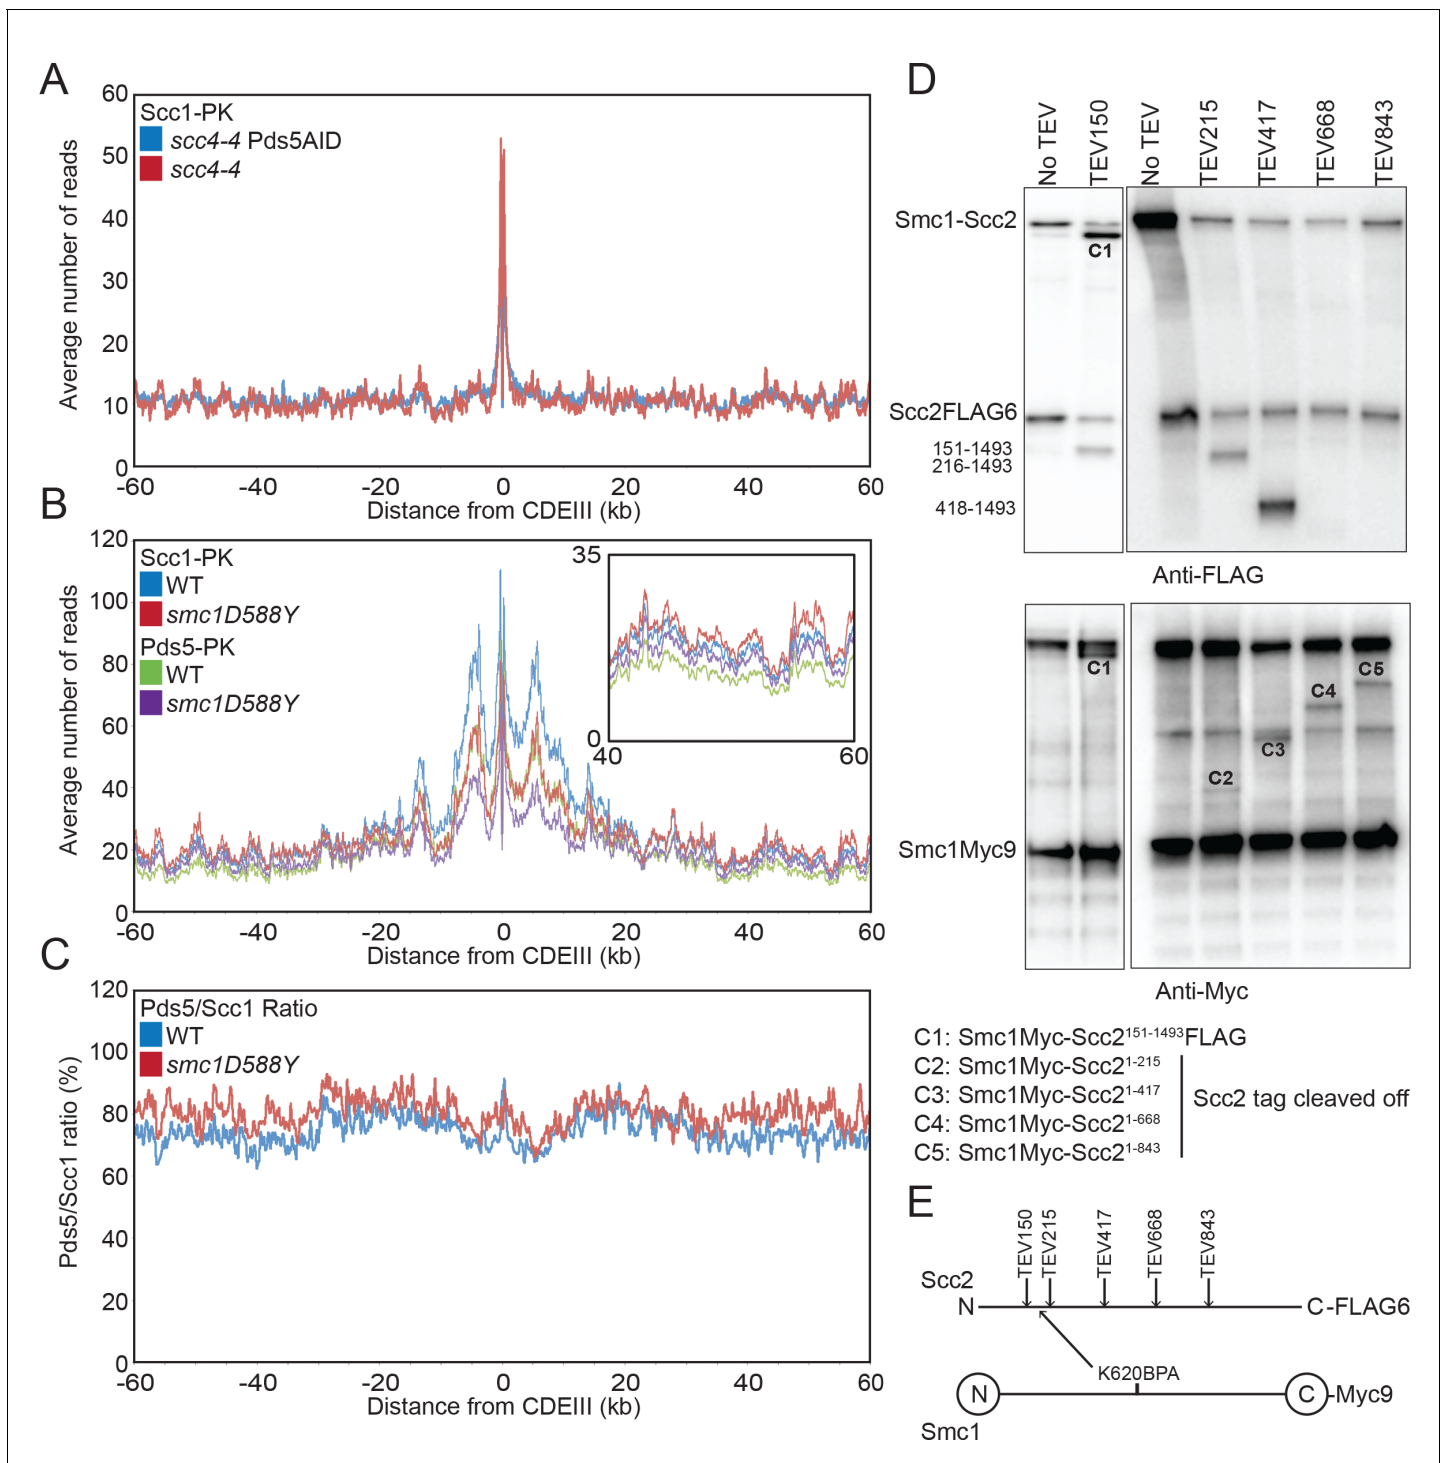 A
60
50
40
30
20
10
0
Average number of reads
Scc1-PK
scc4-4 Pds5AID
scc4-4
-60 -40 -20 0 20 40 60
Distance from CDEIII (kb)
B
120
100
80
60
40
20
0
Average number of reads
Scc1-PK
WT
smc1D588Y
Pds5-PK
WT
smc1D588Y
35
0
40 60
-60 -40 -20 0 20 40 60
Distance from CDEIII (kb)
C
120
100
80
60
40
20
0
Pds5/Scc1 ratio (%)
Pds5/Scc1 Ratio
WT
smc1D588Y
-60 -40 -20 0 20 40 60
Distance from CDEIII (kb)
D
No TEV
TEV150
No TEV
TEV215
TEV417
TEV668
TEV843
Smc1-Scc2
C1
Scc2FLAG6
151-1493
216-1493
418-1493
Anti-FLAG
C1
C2
C3
C4
C5
Smc1Myc9
Anti-Myc
C1: Smc1Myc-Scc2¹⁵¹⁻¹⁴⁹³FLAG
C2: Smc1Myc-Scc2¹⁻²¹⁵
C3: Smc1Myc-Scc2¹⁻⁴¹⁷
C4: Smc1Myc-Scc2¹⁻⁶⁶⁸
C5: Smc1Myc-Scc2¹⁻⁸⁴³
Scc2 tag cleaved off
E
TEV150
TEV215
TEV417
TEV668
TEV843
Scc2
N C-FLAG6
K620BPA
N C -Myc9
Smc1